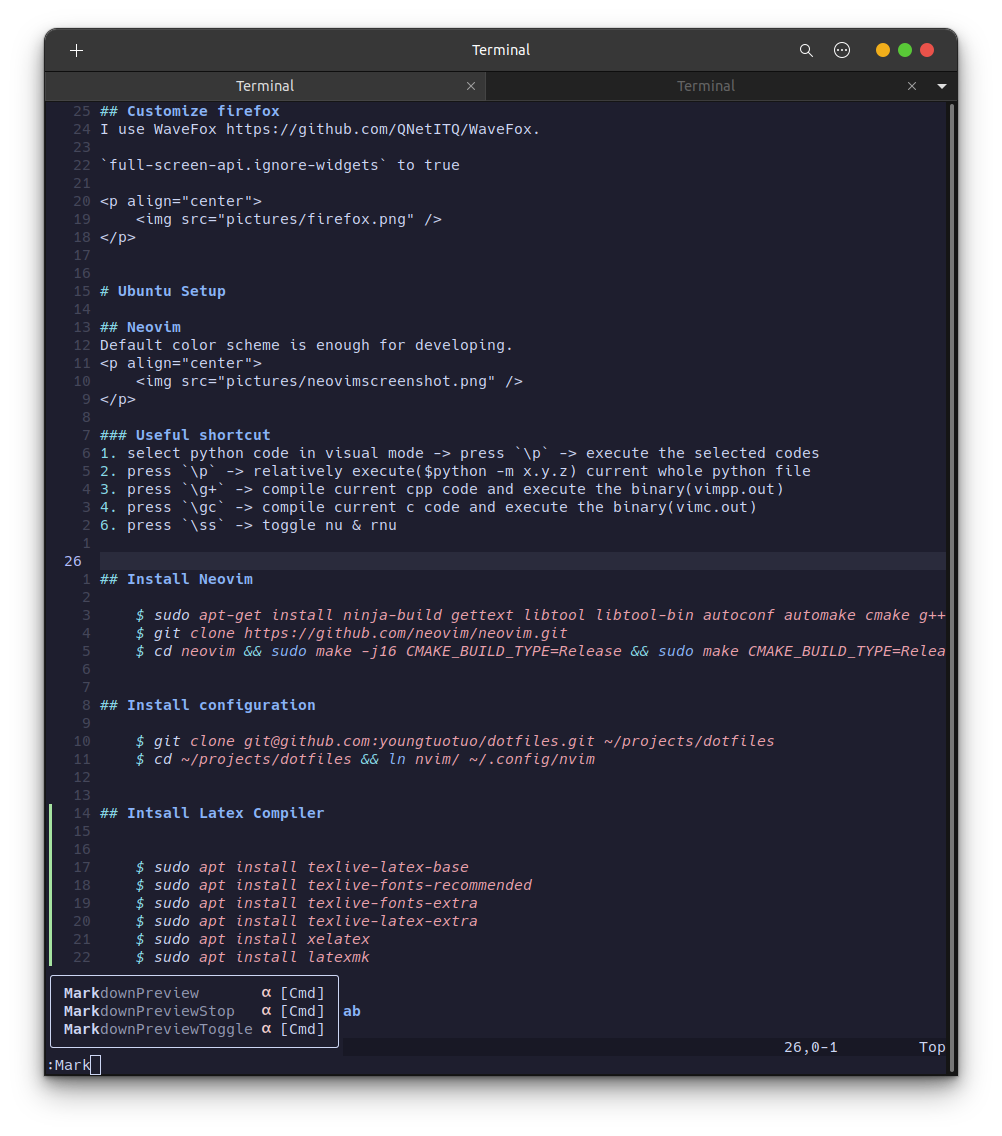 Terminal
Terminal
Terminal
25 ## Customize firefox
24 I use WaveFox https://github.com/QNetITQ/WaveFox.
23
22 `full-screen-api.ignore-widgets` to true
21
20 <p align="center">
19     <img src="pictures/firefox.png" />
18 </p>
17
16
15 # Ubuntu Setup
14
13 ## Neovim
12 Default color scheme is enough for developing.
11 <p align="center">
10     <img src="pictures/neovimscreenshot.png" />
9 </p>
8
7 ### Useful shortcut
6 1. select python code in visual mode -> press `\p` -> execute the selected codes
5 2. press `\p` -> relatively execute($python -m x.y.z) current whole python file
4 3. press `\g+` -> compile current cpp code and execute the binary(vimpp.out)
3 4. press `\gc` -> compile current c code and execute the binary(vimc.out)
2 6. press `\ss` -> toggle nu & rnu
1
26
1 ## Install Neovim
2
3     $ sudo apt-get install ninja-build gettext libtool libtool-bin autoconf automake cmake g++
4     $ git clone https://github.com/neovim/neovim.git
5     $ cd neovim && sudo make -j16 CMAKE_BUILD_TYPE=Release && sudo make CMAKE_BUILD_TYPE=Relea
6
7
8 ## Install configuration
9
10     $ git clone git@github.com:youngtuotuo/dotfiles.git ~/projects/dotfiles
11     $ cd ~/projects/dotfiles && ln nvim/ ~/.config/nvim
12
13
14 ## Intsall Latex Compiler
15
16
17     $ sudo apt install texlive-latex-base
18     $ sudo apt install texlive-fonts-recommended
19     $ sudo apt install texlive-fonts-extra
20     $ sudo apt install texlive-latex-extra
21     $ sudo apt install xelatex
22     $ sudo apt install latexmk
MarkdownPreview α [Cmd]
MarkdownPreviewStop α [Cmd] ab
MarkdownPreviewToggle α [Cmd]
26,0-1 Top
:Mark